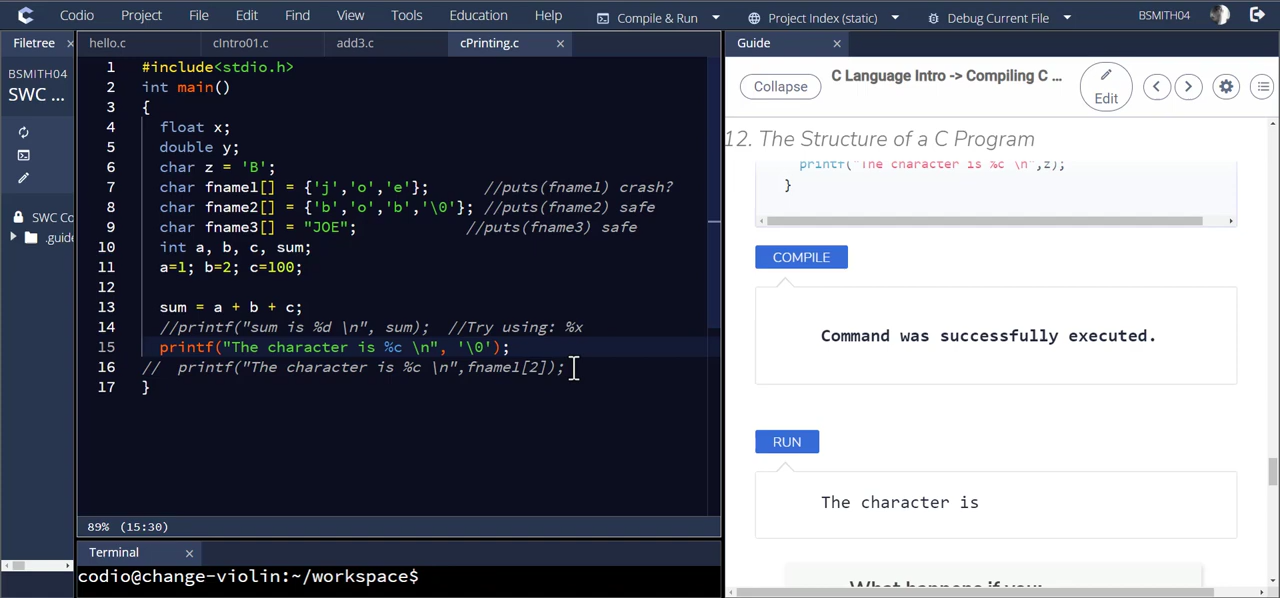 Codio Project File Edit Find View Tools Education Help Compile & Run Project Index (static) Debug Current File BSMITH04
Filetree × hello.c cIntro01.c add3.c cPrinting.c ×
BSMITH04
SWC ...
SWC Co
.guide
1 #include<stdio.h>
2 int main()
3 {
4 float x;
5 double y;
6 char z = 'B';
7 char fname1[] = {'j','o','e'}; //puts(fname1) crash?
8 char fname2[] = {'b','o','b','\0'}; //puts(fname2) safe
9 char fname3[] = "JOE"; //puts(fname3) safe
10 int a, b, c, sum;
11 a=1; b=2; c=100;
12
13 sum = a + b + c;
14 //printf("sum is %d \n", sum); //Try using: %x
15 printf("The character is %c \n", '\0');
16 // printf("The character is %c \n",fname1[2]);
17 }
89% (15:30)
Terminal ×
codio@change-violin:~/workspace$
Guide ×
Collapse
C Language Intro -> Compiling C ...
Edit
12. The Structure of a C Program
printf("The character is %c \n",z);
}
COMPILE
Command was successfully executed.
RUN
The character is
What happens if your